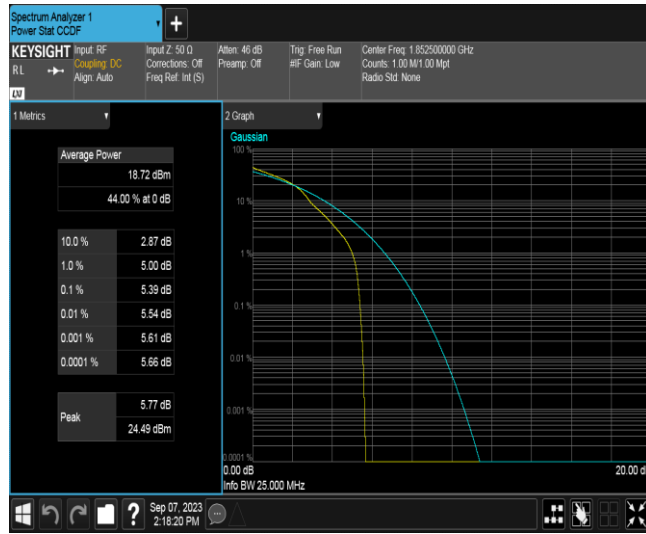 Spectrum Analyzer 1
Power Stat CCDF
+
KEYSIGHT
RL
LXI
Input: RF
Coupling: DC
Align: Auto
Input Z: 50 Ω
Corrections: Off
Freq Ref: Int (S)
Atten: 46 dB
Preamp: Off
Trig: Free Run
#IF Gain: Low
Center Freq: 1.852500000 GHz
Counts: 1.00 M/1.00 Mpt
Radio Std: None
1 Metrics
Average Power
18.72 dBm
44.00 % at 0 dB
10.0 % 2.87 dB
1.0 % 5.00 dB
0.1 % 5.39 dB
0.01 % 5.54 dB
0.001 % 5.61 dB
0.0001 % 5.66 dB
Peak
5.77 dB
24.49 dBm
2 Graph
Gaussian
100 %
10 %
1 %
0.1 %
0.01 %
0.001 %
0.0001 %
0.00 dB
20.00 d
Info BW 25.000 MHz
?
Sep 07, 2023
2:18:20 PM